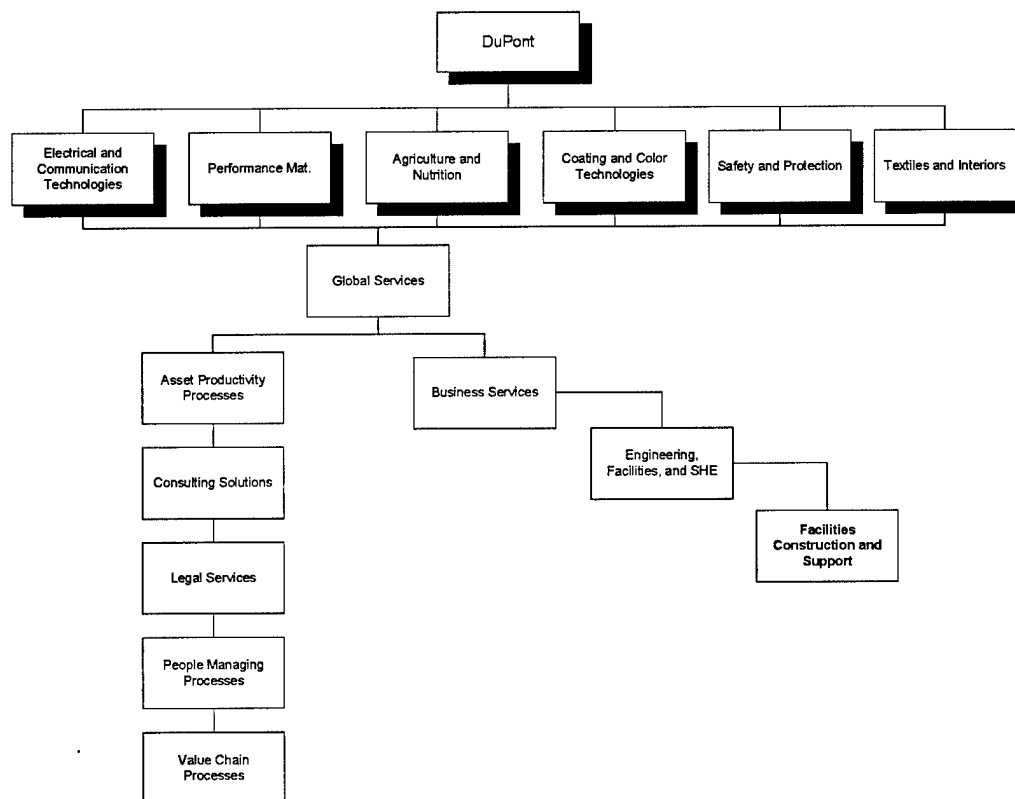 DuPont
Electrical and
Communication
Technologies
Performance Mat.
Agriculture and
Nutrition
Coating and Color
Technologies
Safety and Protection
Textiles and Interiors
Global Services
Asset Productivity
Processes
Business Services
Consulting Solutions
Engineering,
Facilities, and SHE
Facilities
Construction and
Support
Legal Services
People Managing
Processes
Value Chain
Processes